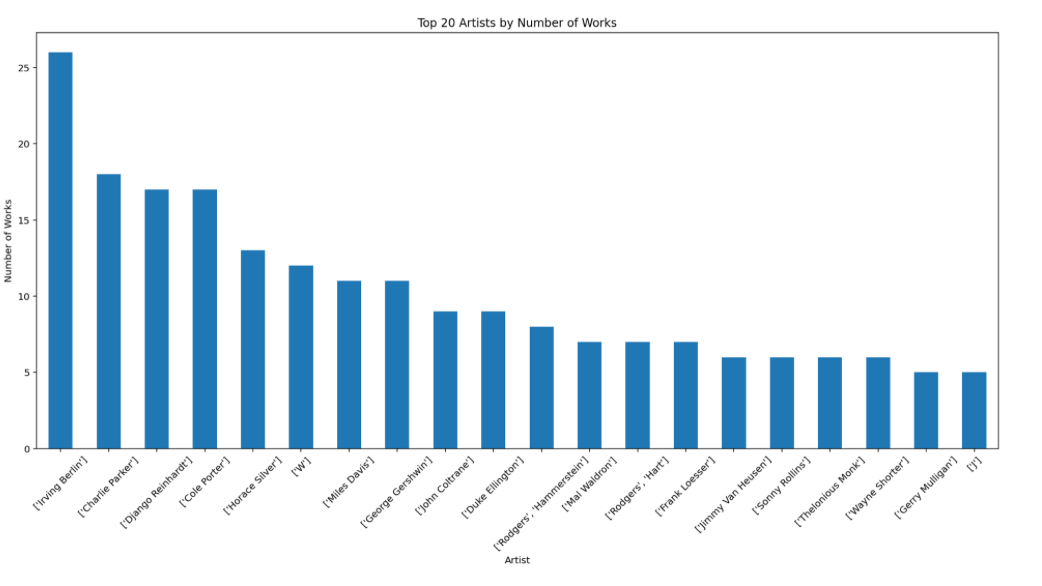 Top 20 Artists by Number of Works
Number of Works
25
20
15
10
5
0
['Irving Berlin']
['Charlie Parker']
['Django Reinhardt']
['Cole Porter']
['Horace Silver']
['W']
['Miles Davis']
['George Gershwin']
['John Coltrane']
['Duke Ellington']
['Rodgers', 'Hammerstein']
['Mal Waldron']
['Rodgers', 'Hart']
['Frank Loesser']
['Jimmy Van Heusen']
['Sonny Rollins']
['Thelonious Monk']
['Wayne Shorter']
['Gerry Mulligan']
['J']
Artist